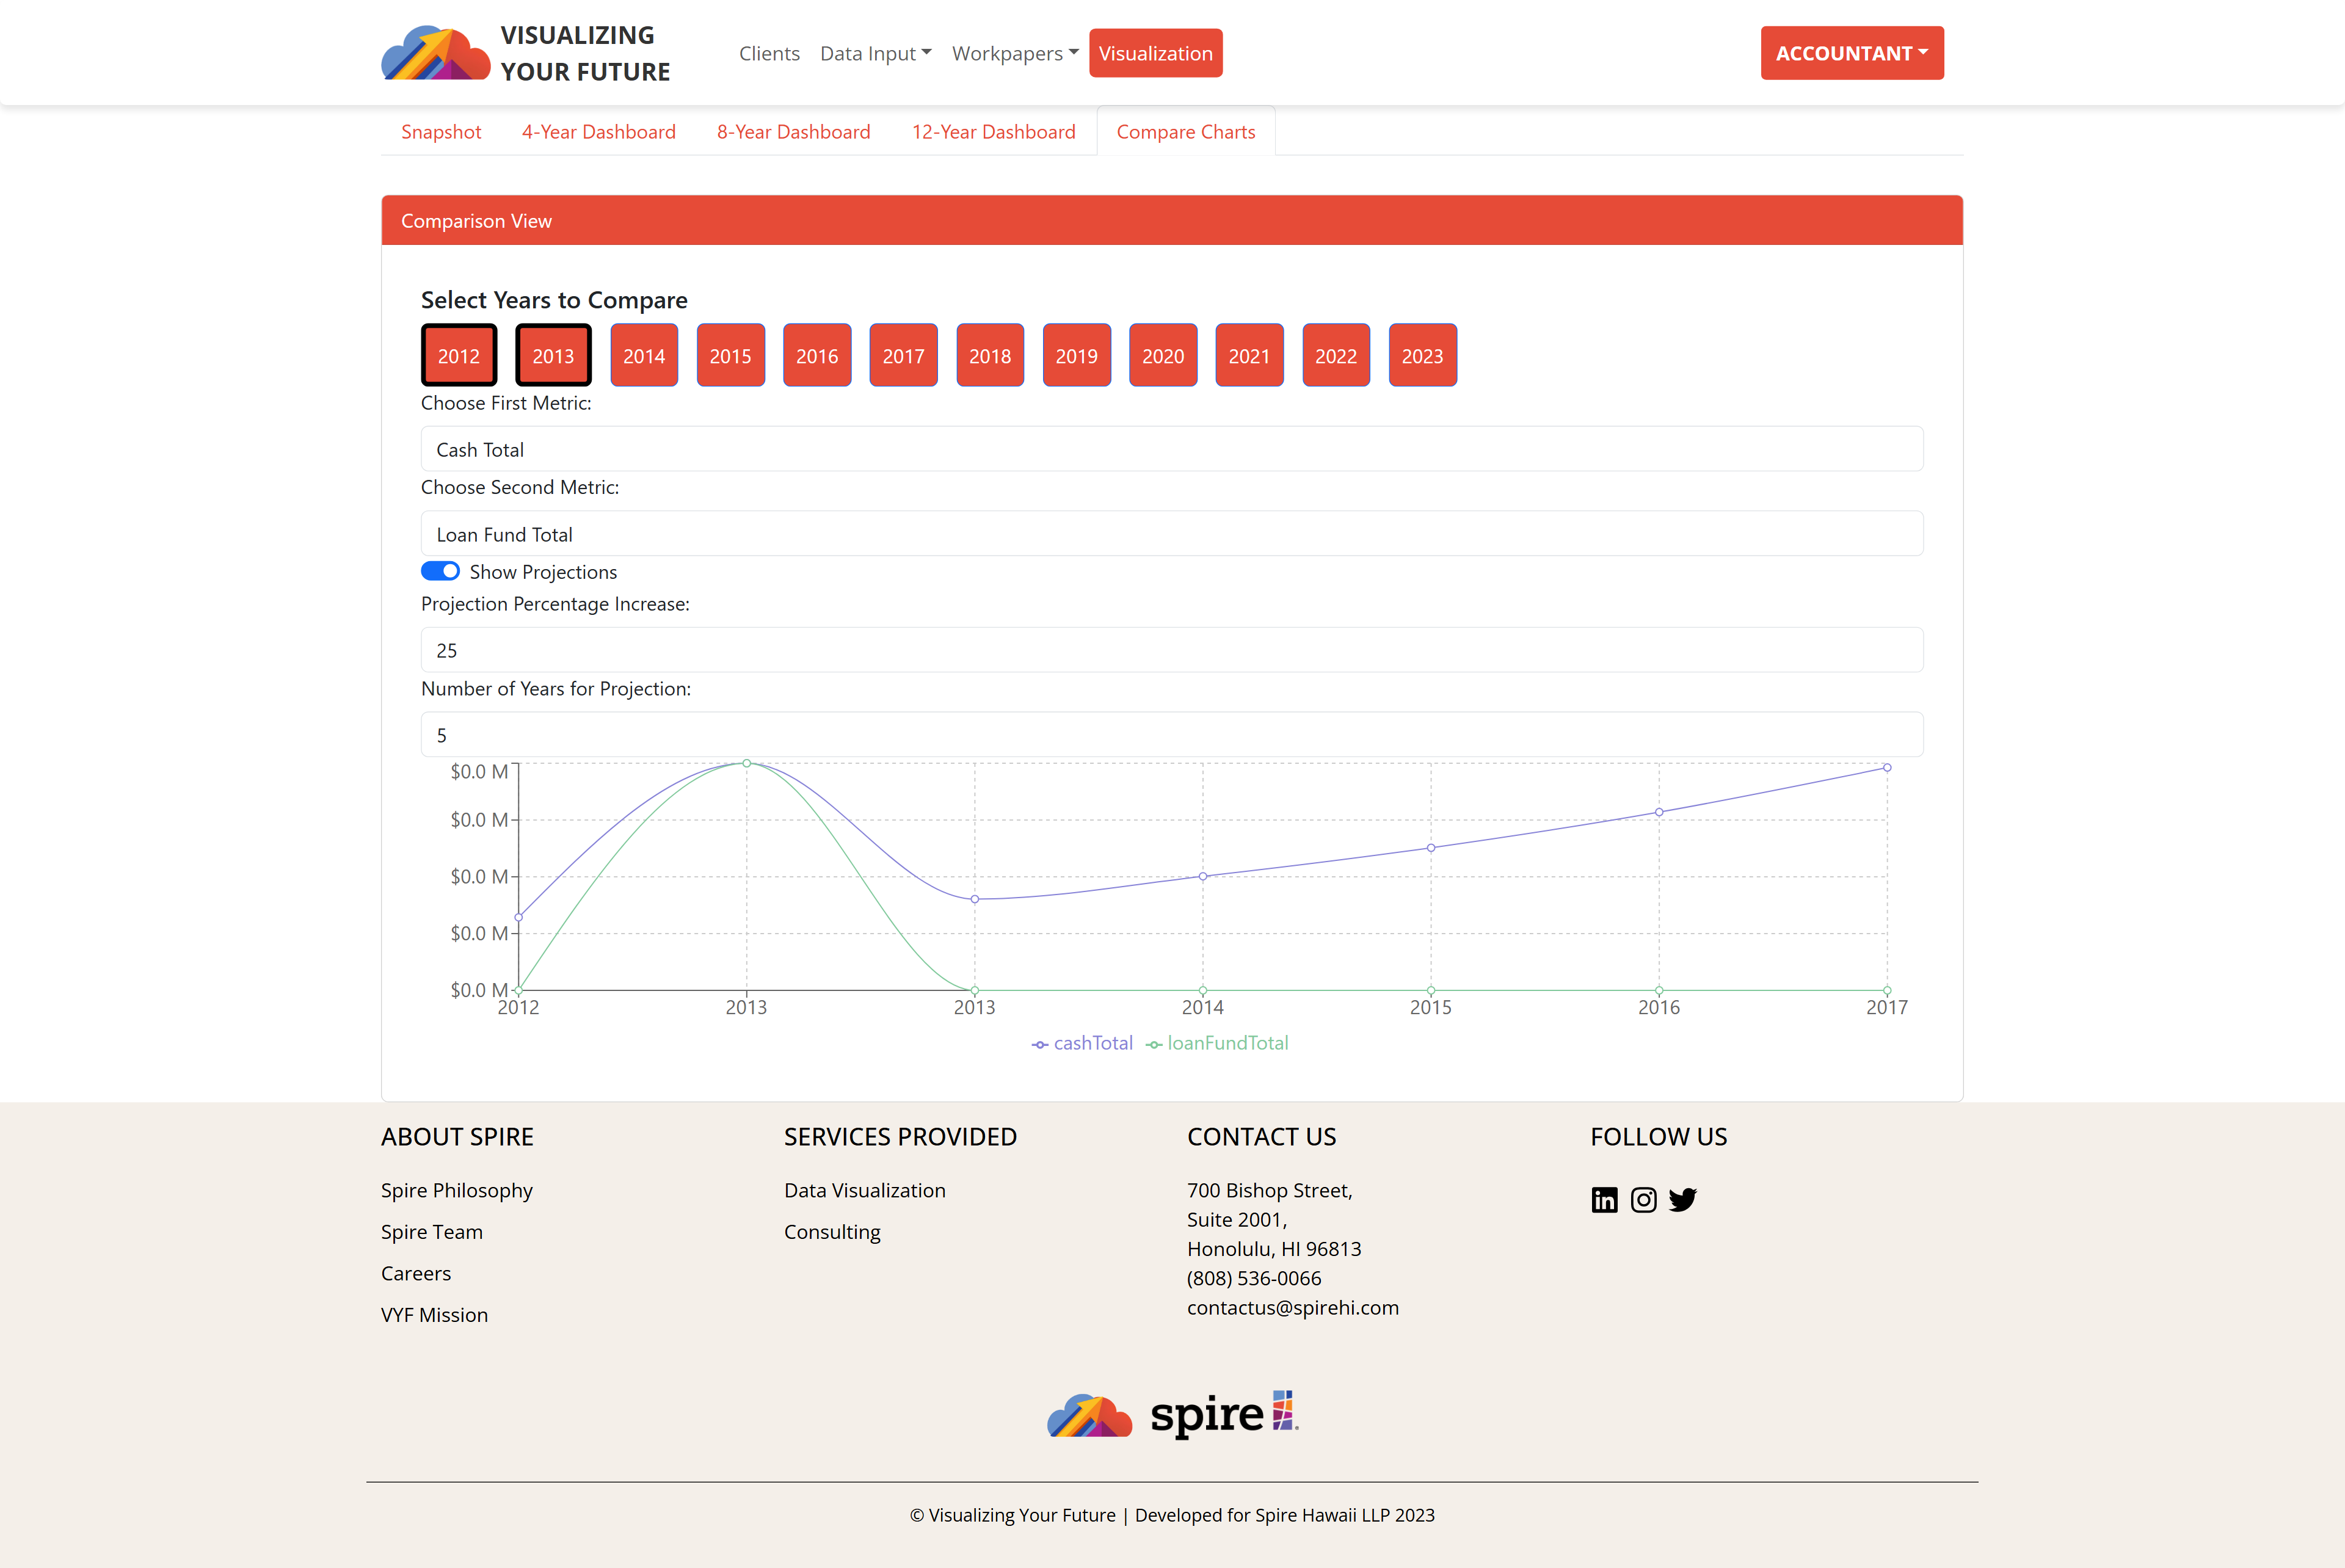 VISUALIZING
YOUR FUTURE
Clients Data Input Workpapers Visualization
ACCOUNTANT
Snapshot 4-Year Dashboard 8-Year Dashboard 12-Year Dashboard Compare Charts
Comparison View
Select Years to Compare
2012 2013 2014 2015 2016 2017 2018 2019 2020 2021 2022 2023
Choose First Metric:
Cash Total
Choose Second Metric:
Loan Fund Total
Show Projections
Projection Percentage Increase:
25
Number of Years for Projection:
5
$0.0 M
$0.0 M
$0.0 M
$0.0 M
$0.0 M
2012 2013 2013 2014 2015 2016 2017
cashTotal loanFundTotal
ABOUT SPIRE
Spire Philosophy
Spire Team
Careers
VYF Mission
SERVICES PROVIDED
Data Visualization
Consulting
CONTACT US
700 Bishop Street,
Suite 2001,
Honolulu, HI 96813
(808) 536-0066
contactus@spirehi.com
FOLLOW US
spire
© Visualizing Your Future | Developed for Spire Hawaii LLP 2023